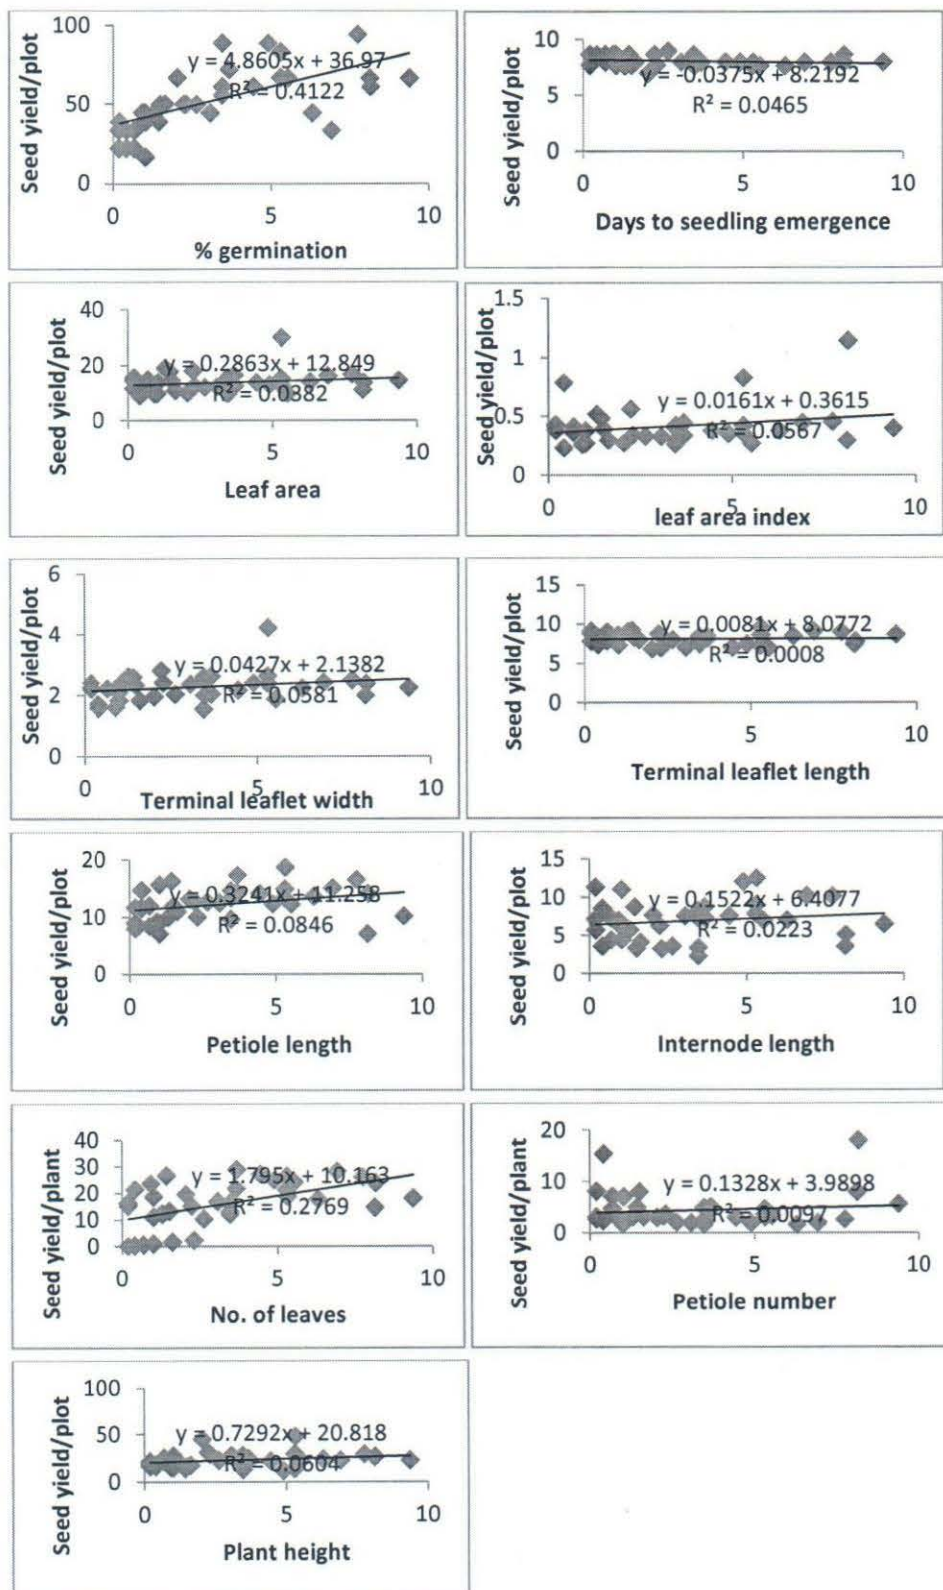 Seed yield/plot
100
50
0
y = 4.8605x + 36.97
R² = 0.4122
0 5 10
% germination
Seed yield/plot
10
5
0
y = -0.0375x + 8.2192
R² = 0.0465
0 5 10
Days to seedling emergence
Seed yield/plot
40
20
0
y = 0.2863x + 12.849
R² = 0.0382
0 5 10
Leaf area
Seed yield/plot
1.5
1
0.5
0
y = 0.0161x + 0.3615
R² = 0.0567
0 5 10
leaf area index
Seed yield/plot
6
4
2
0
y = 0.0427x + 2.1382
R² = 0.0581
0 5 10
Terminal leaflet width
Seed yield/plot
15
10
5
0
y = 0.0081x + 8.0772
R² = 0.0008
0 5 10
Terminal leaflet length
Seed yield/plot
20
10
0
y = 0.3241x + 11.258
R² = 0.0846
0 5 10
Petiole length
Seed yield/plot
15
10
5
0
y = 0.1522x + 6.4077
R² = 0.0223
0 5 10
Internode length
Seed yield/plant
40
30
20
10
0
y = 1.795x + 10.163
R² = 0.2769
0 5 10
No. of leaves
Seed yield/plant
20
10
0
y = 0.1328x + 3.9898
R² = 0.0097
0 5 10
Petiole number
Seed yield/plot
100
50
0
y = 0.7292x + 20.818
R² = 0.0604
0 5 10
Plant height